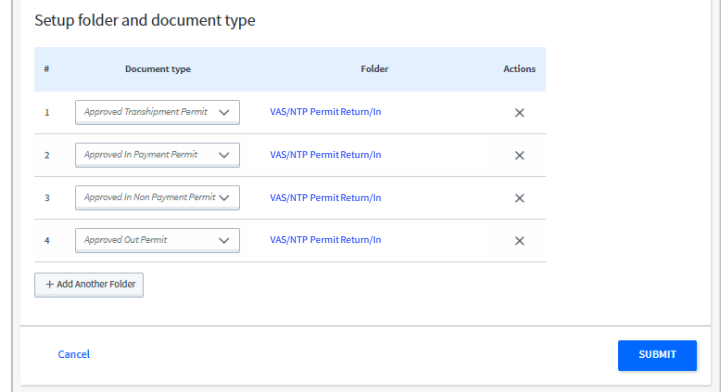 Setup folder and document type
# Document type Folder Actions
1 Approved Transhipment Permit VAS/NTP Permit Return/In
2 Approved In Payment Permit VAS/NTP Permit Return/In
3 Approved In Non Payment Permit VAS/NTP Permit Return/In
4 Approved Out Permit VAS/NTP Permit Return/In
+ Add Another Folder
Cancel SUBMIT